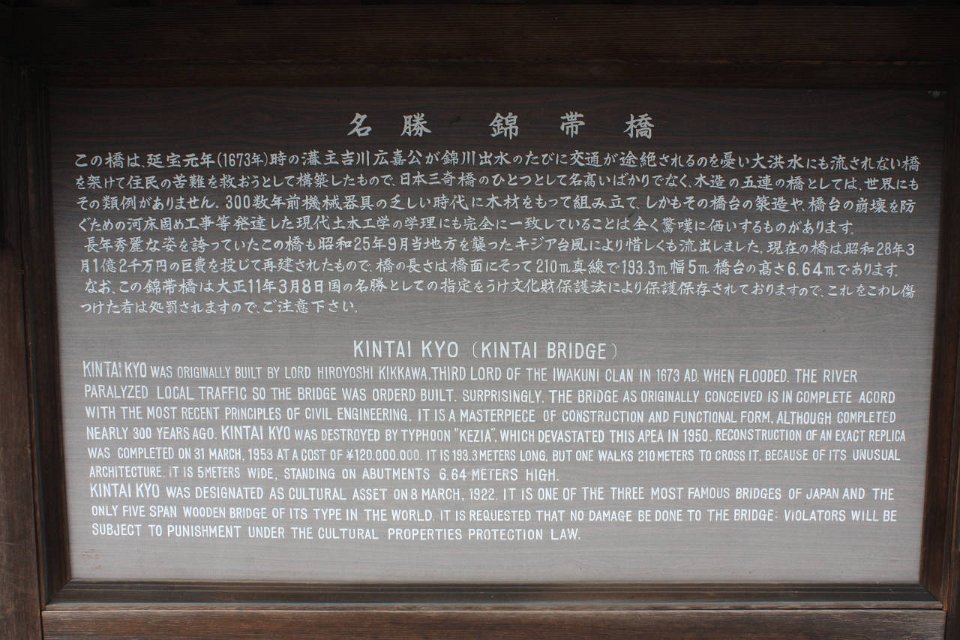 名勝 錦帯橋
この橋は、延宝元年(1673年)時の藩主吉川広嘉公が錦川出水のたびに交通が途絶されるのを憂い大洪水にも流されない橋
を架けて住民の苦難を救おうとして構築したもので、日本三奇橋のひとつとして名高いばかりでなく、木造の五連の橋としては、世界にも
その類例がありません。300数年前機械器具の乏しい時代に木材をもって組み立て、しかもその橋台の築造や、橋台の崩壊を防
ぐための河床固め工事等発達した現代土木工学の学理にも完全に一致していることは全く驚嘆に価いするものがあります。
長年秀麗な姿を誇っていたこの橋も昭和25年9月当地方を襲ったキジア台風により惜しくも流出しました。現在の橋は昭和28年3
月1億2千万円の巨費を投じて再建されたもので、橋の長さは橋面にそって210m真線で193.3m幅5m橋台の高さ6.64mであります。
なお、この錦帯橋は大正11年3月8日国の名勝としての指定をうけ文化財保護法により保護保存されておりますので、これをこわし傷
つけた者は処罰されますので、ご注意下さい。
KINTAI KYO (KINTAI BRIDGE)
KINTAI KYO WAS ORIGINALLY BUILT BY LORD HIROYOSHI KIKKAWA. THIRD LORD OF THE IWAKUNI CLAN IN 1673 AD. WHEN FLOODED. THE RIVER
PARALYZED LOCAL TRAFFIC SO THE BRIDGE WAS ORDERD BUILT. SURPRISINGLY. THE BRIDGE AS ORIGINALLY CONCEIVED IS IN COMPLETE ACORD
WITH THE MOST RECENT PRINCIPLES OF CIVIL ENGINEERING. IT IS A MASTERPIECE OF CONSTRUCTION AND FUNCTIONAL FORM. ALTHOUGH COMPLETED
NEARLY 300 YEARS AGO. KINTAI KYO WAS DESTROYED BY TYPHOON "KEZIA". WHICH DEVASTATED THIS APEA IN 1950. RECONSTRUCTION OF AN EXACT REPLICA
WAS COMPLETED ON 31 MARCH, 1953 AT A COST OF ¥120.000.000. IT IS 193.3 METERS LONG. BUT ONE WALKS 210 METERS TO CROSS IT. BECAUSE OF ITS UNUSUAL
ARCHITECTURE. IT IS 5 METERS WIDE, STANDING ON ABUTMENTS 6.64 METERS HIGH.
KINTAI KYO WAS DESIGNATED AS CULTURAL ASSET ON 8 MARCH, 1922. IT IS ONE OF THE THREE MOST FAMOUS BRIDGES OF JAPAN AND THE
ONLY FIVE SPAN WOODEN BRIDGE OF ITS TYPE IN THE WORLD. IT IS REQUESTED THAT NO DAMAGE BE DONE TO THE BRIDGE: VIOLATORS WILL BE
SUBJECT TO PUNISHMENT UNDER THE CULTURAL PROPERTIES PROTECTION LAW.